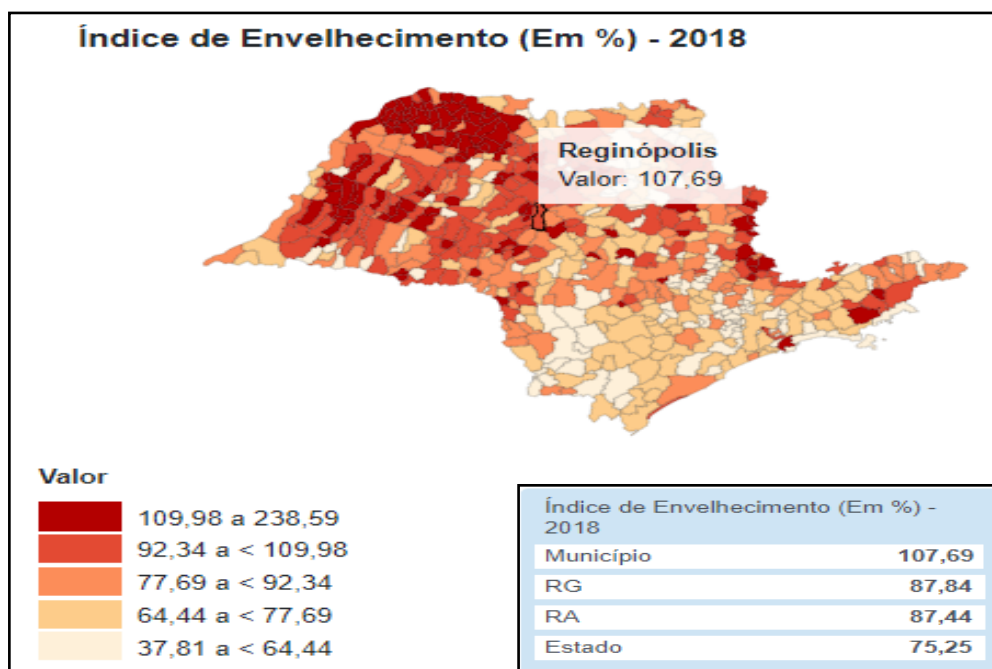 Índice de Envelhecimento (Em %) - 2018
Reginópolis
Valor: 107,69
Valor
109,98 a 238,59
92,34 a < 109,98
77,69 a < 92,34
64,44 a < 77,69
37,81 a < 64,44
Índice de Envelhecimento (Em %) -
2018
Município 107,69
RG 87,84
RA 87,44
Estado 75,25